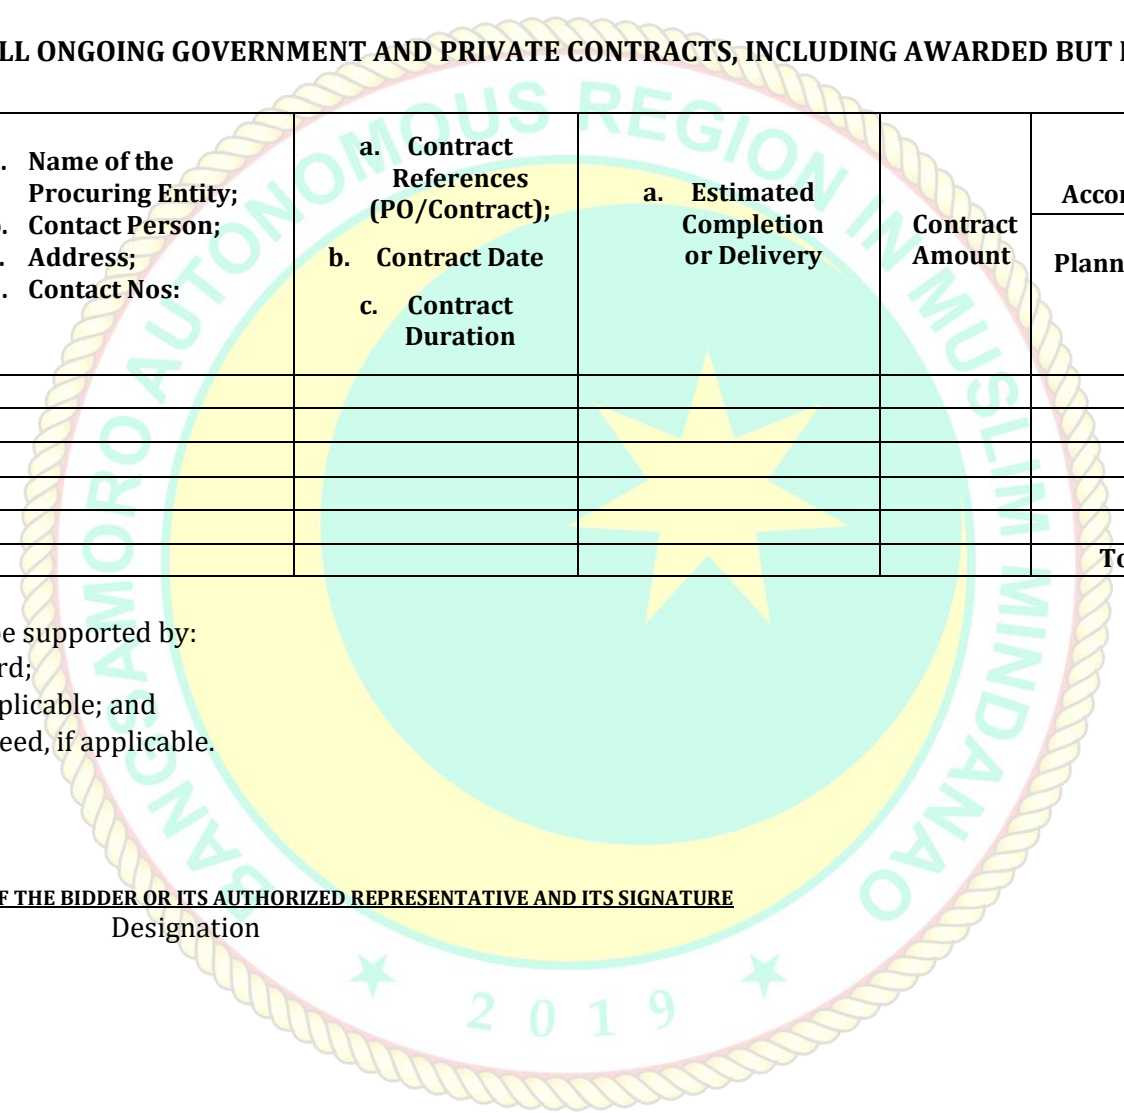 LL ONGOING GOVERNMENT AND PRIVATE CONTRACTS, INCLUDING AWARDED BUT
. Name of the
Procuring Entity;
. Contact Person;
. Address;
. Contact Nos:
a. Contract
References
(PO/Contract);
b. Contract Date
c. Contract
Duration
a. Estimated
Completion
or Delivery
Contract
Amount
Accor
Plann
To
be supported by:
rd;
plicable; and
eed, if applicable.
F THE BIDDER OR ITS AUTHORIZED REPRESENTATIVE AND ITS SIGNATURE
Designation
BANGSAMORO AUTONOMOUS REGION IN MUSLIM MINDANAO
2019